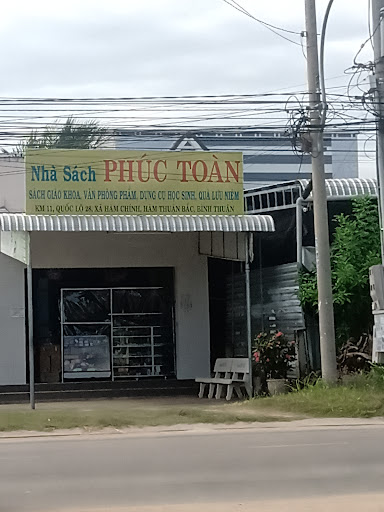 Nhà Sách PHÚC TOÀN
SÁCH GIÁO KHOA, VĂN PHÒNG PHẨM, DỤNG CỤ HỌC SINH, QUÀ LƯU NIỆM
KM 11, QUỐC LỘ 28, XÃ HÀM CHÍNH, HÀM THUẬN BẮC, BÌNH THUẬN